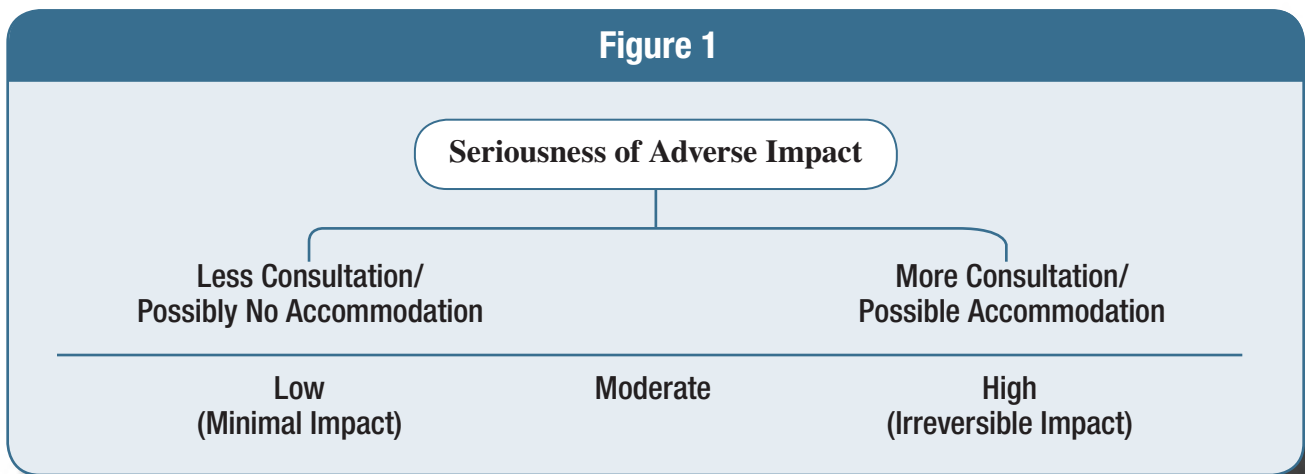 Figure 1
Seriousness of Adverse Impact
Less Consultation/
Possibly No Accommodation
More Consultation/
Possible Accommodation
Low
(Minimal Impact)
Moderate
High
(Irreversible Impact)